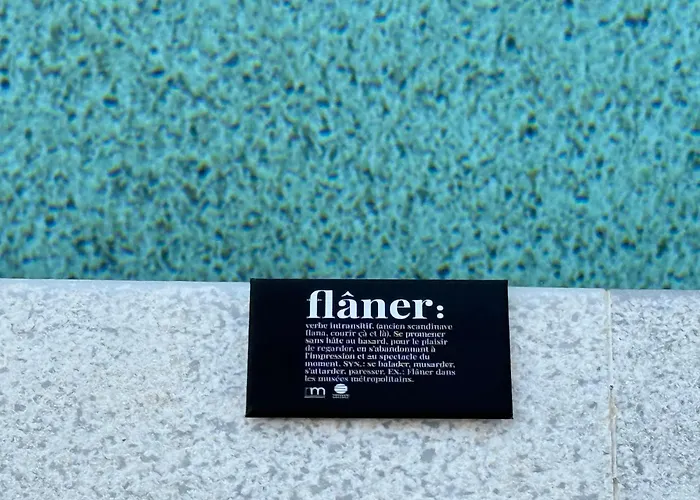 flâner:
verbe intransitif. (ancien scandinave
flana, courir çà et là). Se promener
sans hâte au hasard, pour le plaisir
de regarder, en s'abandonnant à
l'impression et au spectacle du
moment. SYN.: se balader, musarder,
s'attarder, paresser. EX.: Flâner dans
les musées métropolitains.
m